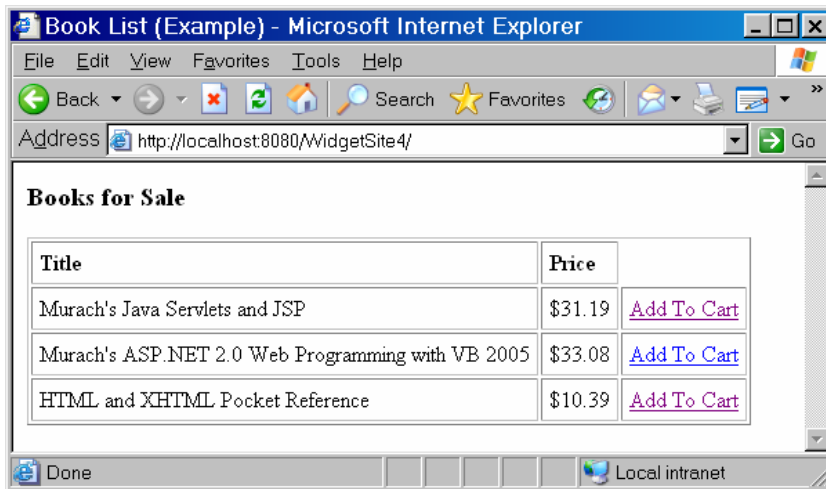 Book List (Example) - Microsoft Internet Explorer
File Edit View Favorites Tools Help
Back Search Favorites »
Address http://localhost:8080/WidgetSite4/ Go
Books for Sale
Title Price
Murach's Java Servlets and JSP $31.19 Add To Cart
Murach's ASP.NET 2.0 Web Programming with VB 2005 $33.08 Add To Cart
HTML and XHTML Pocket Reference $10.39 Add To Cart
Done Local intranet